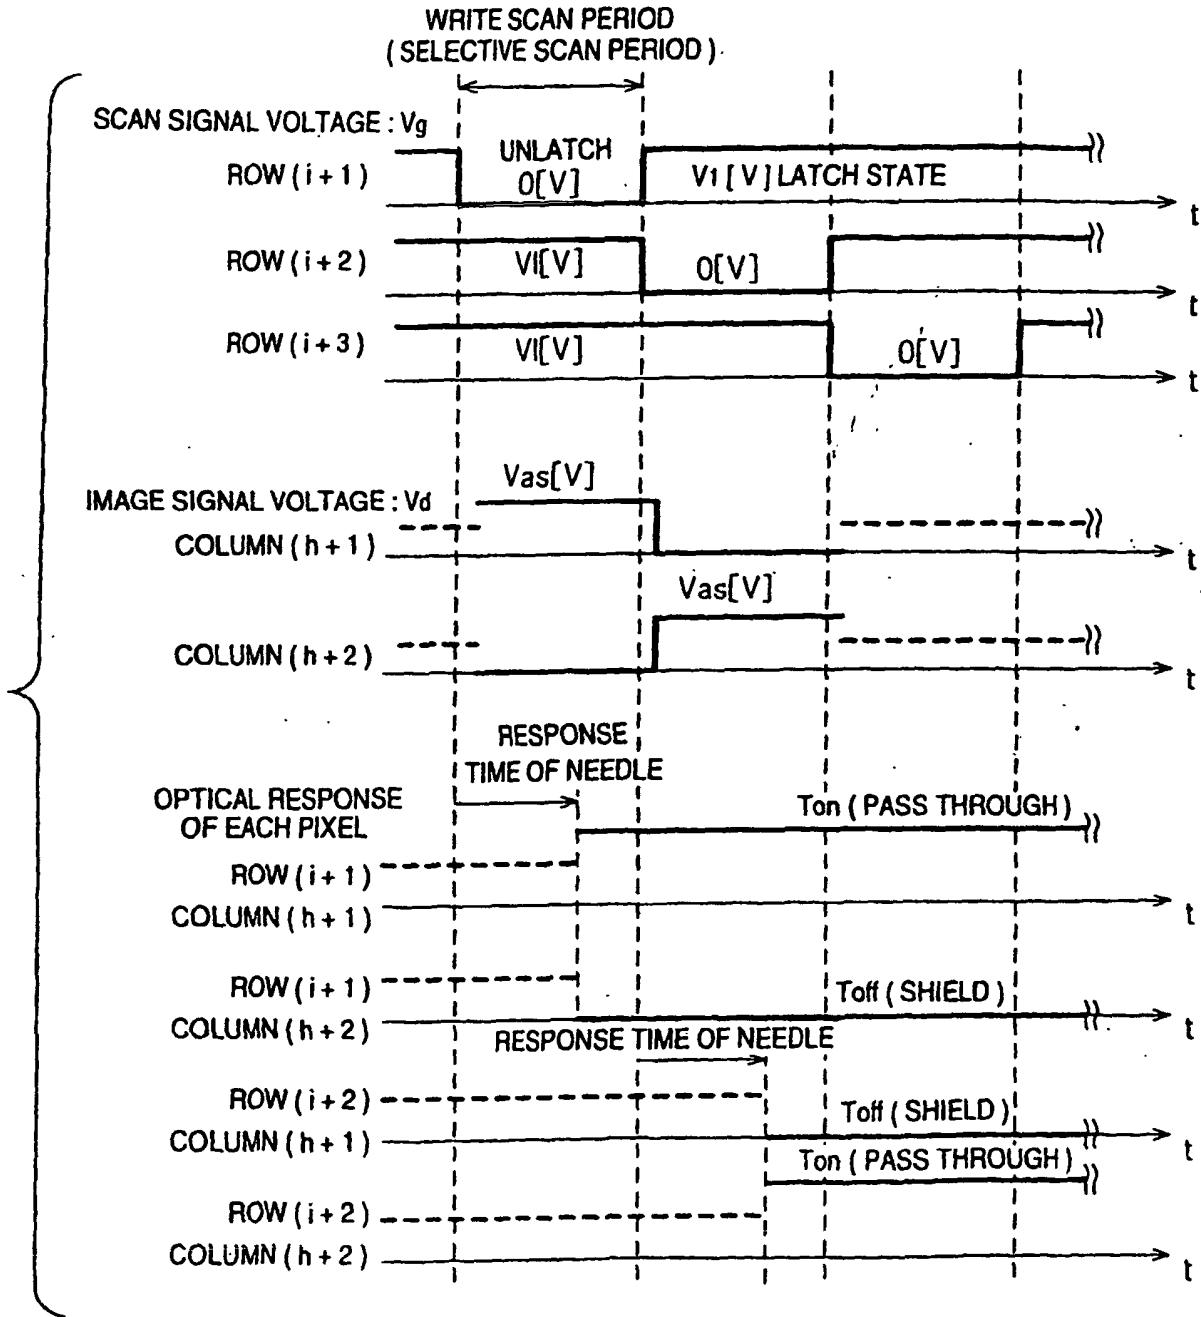 WRITE SCAN PERIOD
( SELECTIVE SCAN PERIOD )
SCAN SIGNAL VOLTAGE : Vg
ROW ( i + 1 )
UNLATCH
0[V]
V1 [ V ] LATCH STATE
t
ROW ( i + 2 )
Vl[V]
0[V]
t
ROW ( i + 3 )
Vl[V]
0[V]
t
Vas[V]
IMAGE SIGNAL VOLTAGE : Vd
COLUMN ( h + 1 )
t
Vas[V]
COLUMN ( h + 2 )
t
RESPONSE
TIME OF NEEDLE
OPTICAL RESPONSE
OF EACH PIXEL
Ton ( PASS THROUGH )
ROW ( i + 1 )
COLUMN ( h + 1 )
t
ROW ( i + 1 )
Toff ( SHIELD )
COLUMN ( h + 2 )
t
RESPONSE TIME OF NEEDLE
ROW ( i + 2 )
Toff ( SHIELD )
COLUMN ( h + 1 )
t
Ton ( PASS THROUGH )
ROW ( i + 2 )
COLUMN ( h + 2 )
t